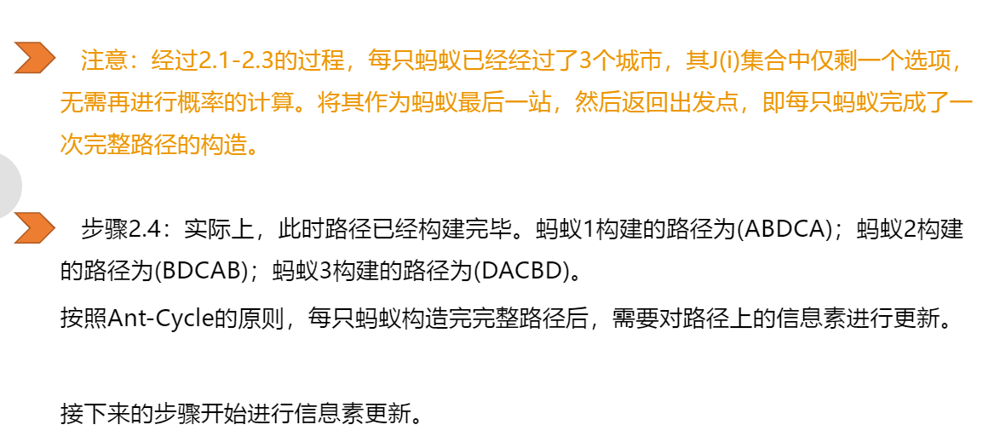 注意：经过2.1-2.3的过程，每只蚂蚁已经经过了3个城市，其J(i)集合中仅剩一个选项，
无需再进行概率的计算。将其作为蚂蚁最后一站，然后返回出发点，即每只蚂蚁完成了一
次完整路径的构造。
步骤2.4：实际上，此时路径已经构建完毕。蚂蚁1构建的路径为(ABDCA)；蚂蚁2构建
的路径为(BDCAB)；蚂蚁3构建的路径为(DACBD)。
按照Ant-Cycle的原则，每只蚂蚁构造完完整路径后，需要对路径上的信息素进行更新。
接下来的步骤开始进行信息素更新。